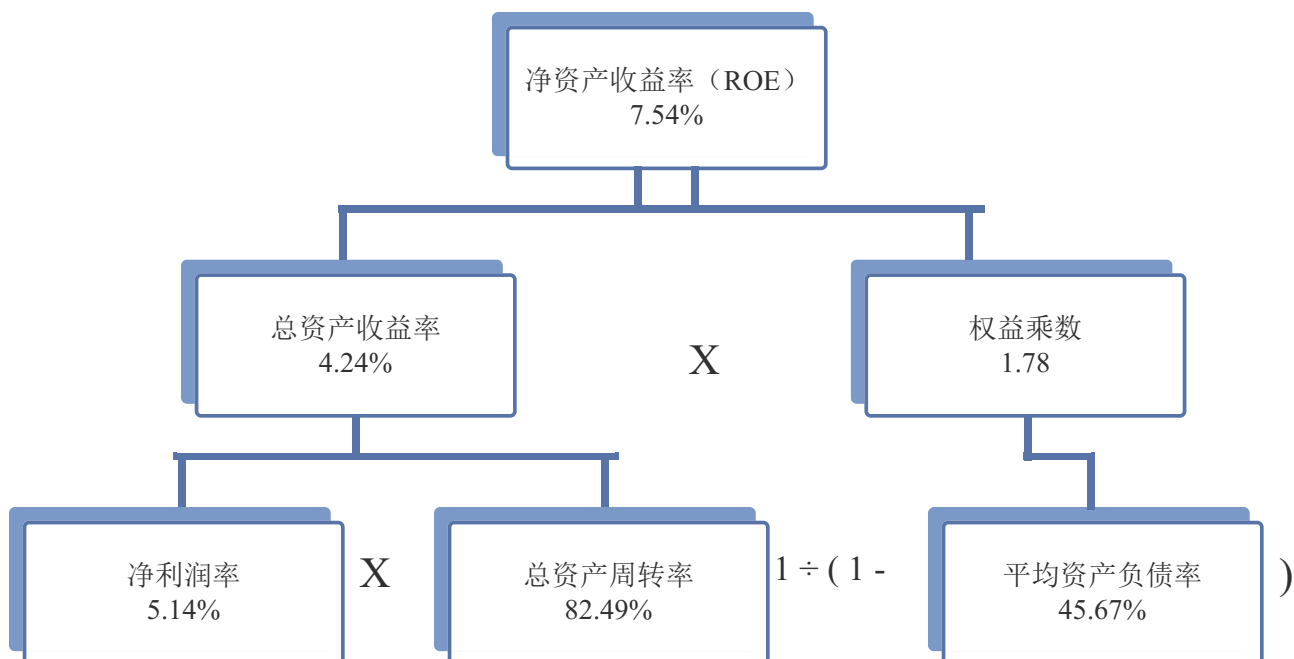 净资产收益率（ROE）
7.54%
总资产收益率
4.24%
X
权益乘数
1.78
净利润率
5.14%
X
总资产周转率
82.49%
1 ÷ ( 1 -
平均资产负债率
45.67%
)